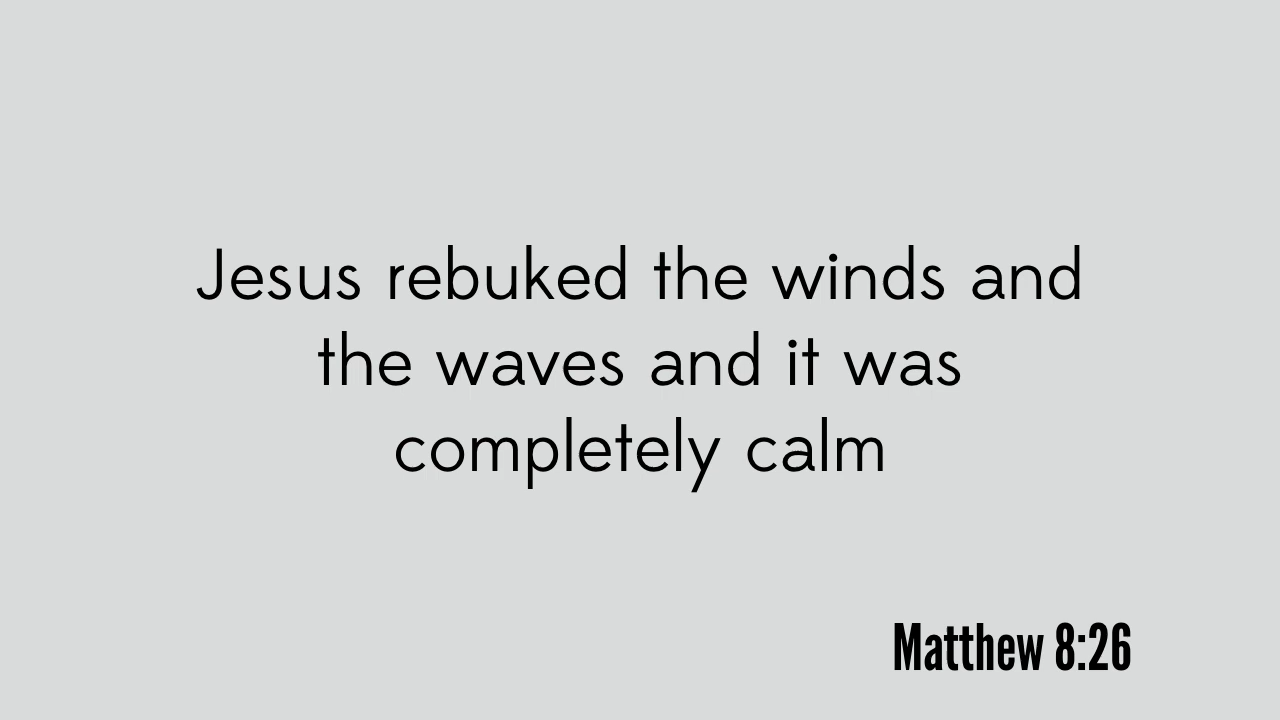 Jesus rebuked the winds and
the waves and it was
completely calm
Matthew 8:26